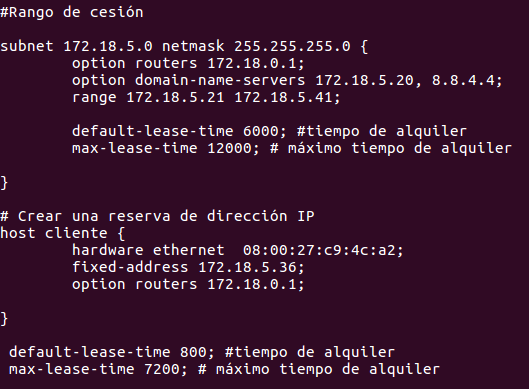 #Rango de cesión
subnet 172.18.5.0 netmask 255.255.255.0 {
option routers 172.18.0.1;
option domain-name-servers 172.18.5.20, 8.8.4.4;
range 172.18.5.21 172.18.5.41;
default-lease-time 6000; #tiempo de alquiler
max-lease-time 12000; # máximo tiempo de alquiler
}
# Crear una reserva de dirección IP
host cliente {
hardware ethernet  08:00:27:c9:4c:a2;
fixed-address 172.18.5.36;
option routers 172.18.0.1;
}
default-lease-time 800; #tiempo de alquiler
max-lease-time 7200; # máximo tiempo de alquiler